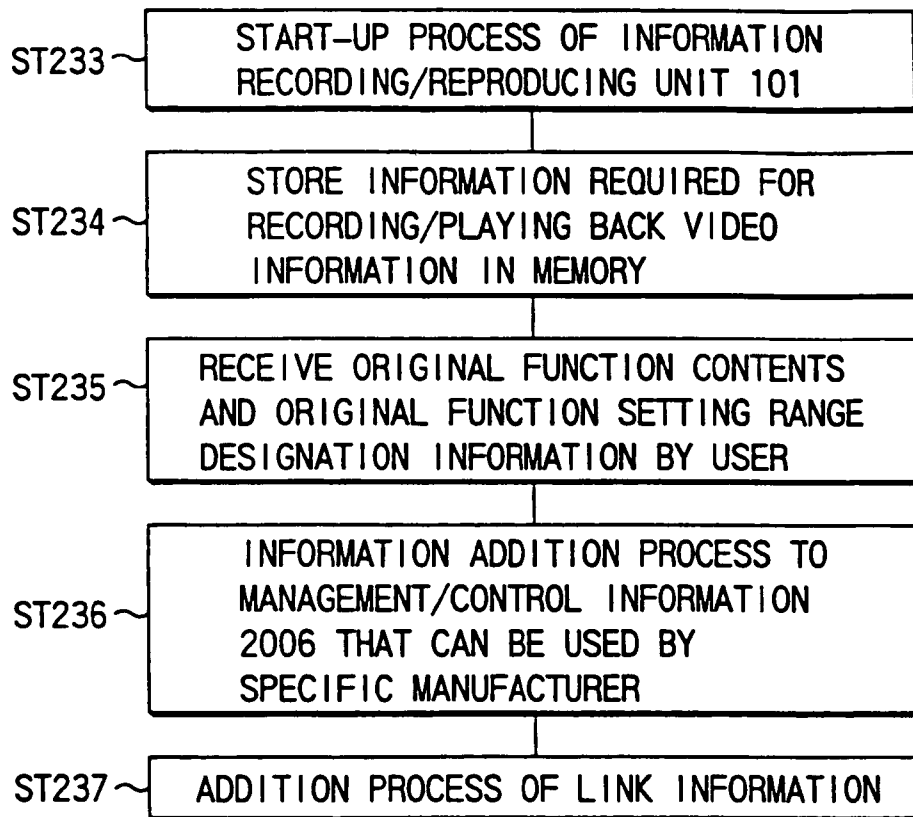 ST233
START-UP PROCESS OF INFORMATION
RECORDING/REPRODUCING UNIT 101
ST234
STORE INFORMATION REQUIRED FOR
RECORDING/PLAYING BACK VIDEO
INFORMATION IN MEMORY
ST235
RECEIVE ORIGINAL FUNCTION CONTENTS
AND ORIGINAL FUNCTION SETTING RANGE
DESIGNATION INFORMATION BY USER
ST236
INFORMATION ADDITION PROCESS TO
MANAGEMENT/CONTROL INFORMATION
2006 THAT CAN BE USED BY
SPECIFIC MANUFACTURER
ST237
ADDITION PROCESS OF LINK INFORMATION